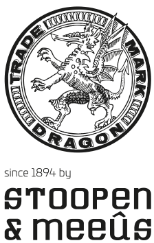 TRADE MARK
DRAGON
since 1894 by
STOOPEN
& MEEÛS